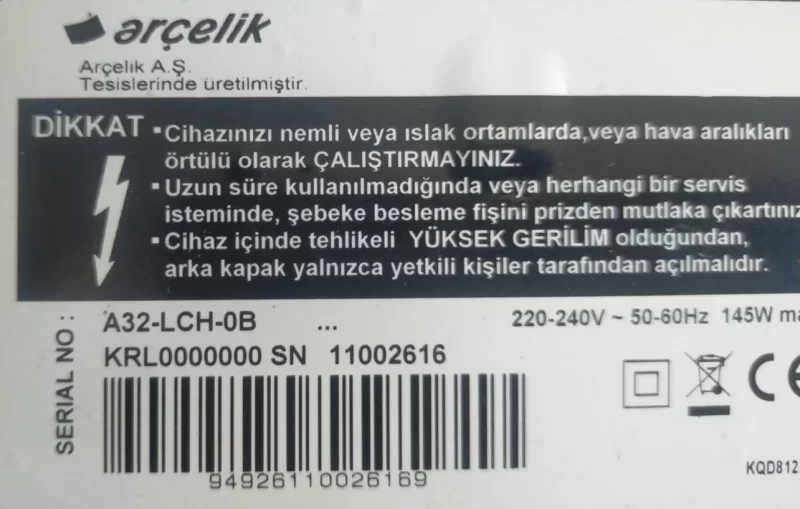 arçelik
Arçelik A.Ş.
Tesislerinde üretilmiştir.
DİKKAT
▪Cihazınızı nemli veya ıslak ortamlarda,veya hava aralıkları
örtülü olarak ÇALIŞTIRMAYINIZ.
▪Uzun süre kullanılmadığında veya herhangi bir servis
isteminde, şebeke besleme fişini prizden mutlaka çıkartınız
▪Cihaz içinde tehlikeli YÜKSEK GERİLİM olduğundan,
arka kapak yalnızca yetkili kişiler tarafından açılmalıdır.
SERIAL NO :
A32-LCH-0B ... 220-240V ~ 50-60Hz 145W
KRL0000000 SN 11002616
CE
94926110026169
KQD812